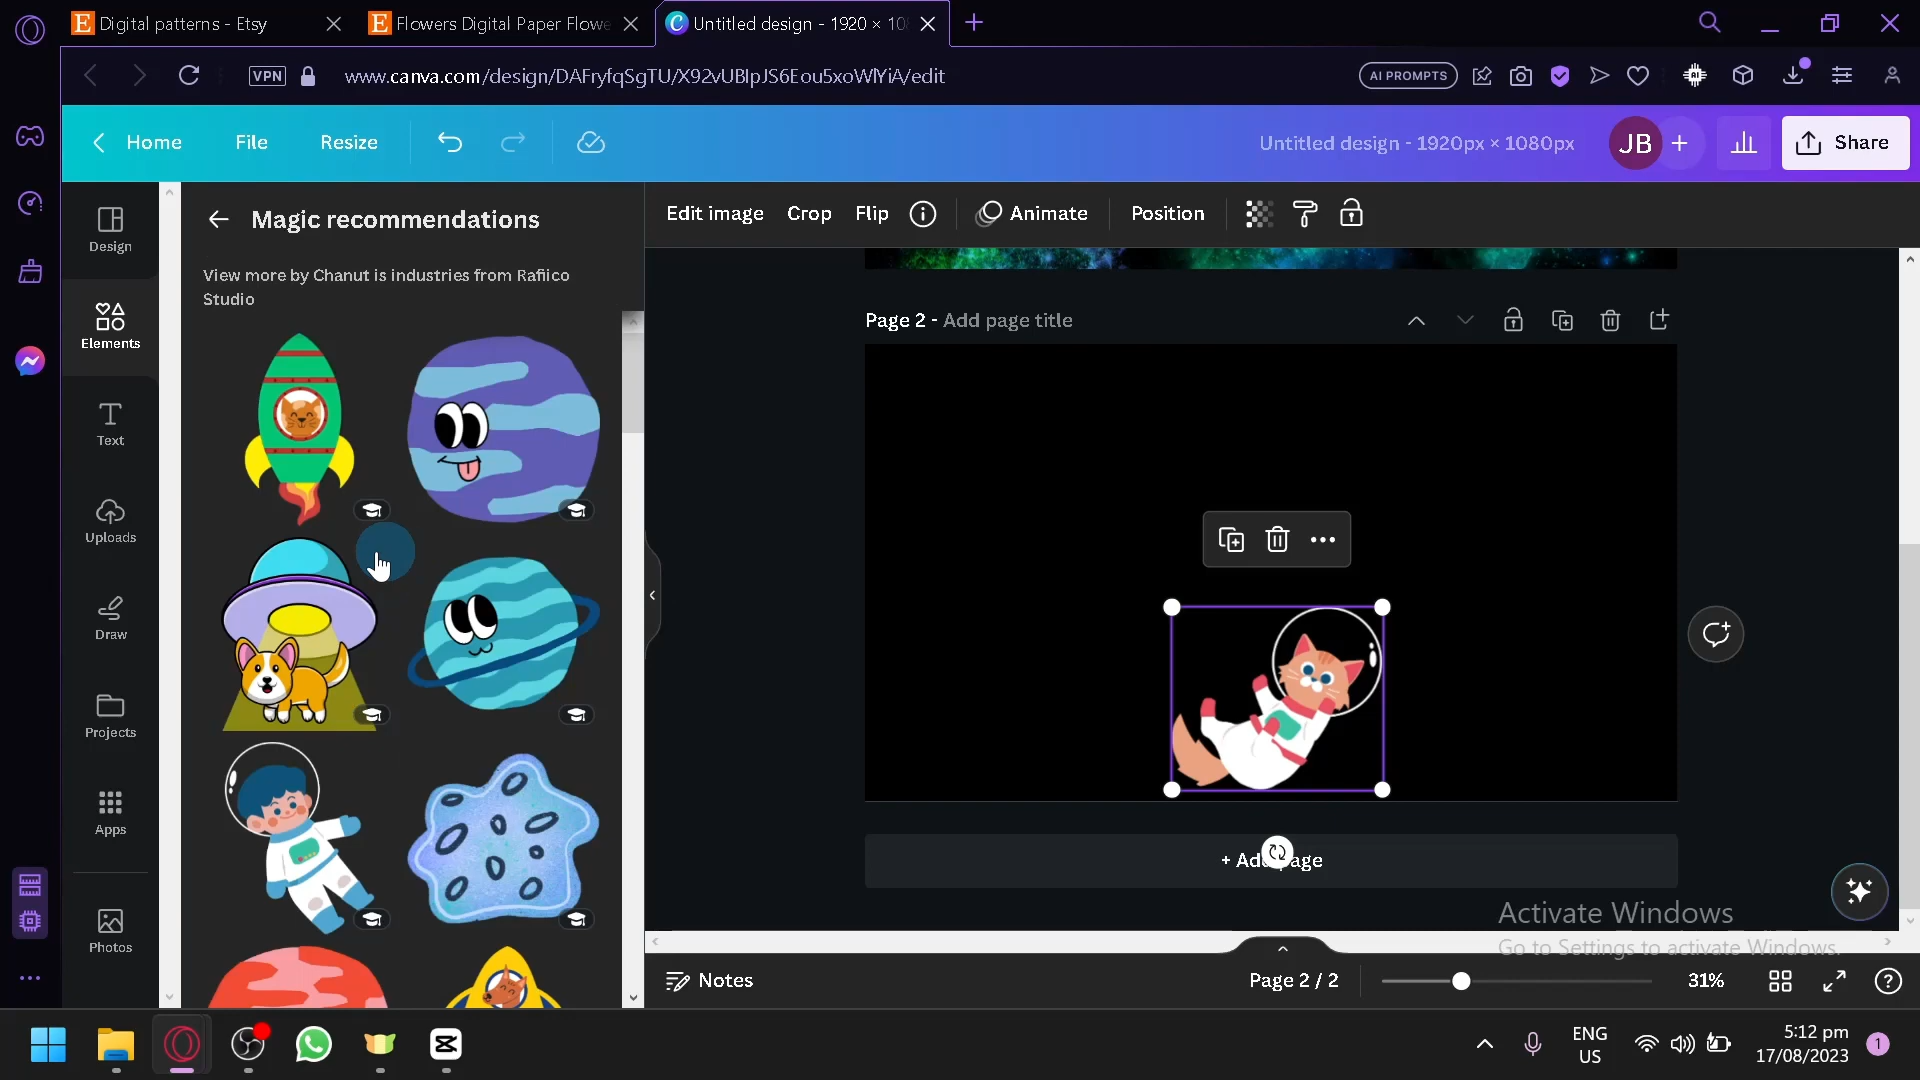 Digital patterns - Etsy
Flowers Digital Paper Flowe
Untitled design - 1920 × 10
VPN
www.canva.com/design/DAFryfqSgTU/X92vUBlpJS6Eou5xoWlYiA/edit
AI PROMPTS
Home
File
Resize
Untitled design - 1920px × 1080px
JB
Share
Design
Elements
Text
Uploads
Draw
Projects
Apps
Photos
Magic recommendations
View more by Chanut is industries from Rafiico
Studio
Edit image
Crop
Flip
Animate
Position
Page 2 - Add page title
+ Add page
Activate Windows
Go to Settings to activate Windows.
Notes
Page 2 / 2
31%
ENG
US
5:12 pm
17/08/2023
1